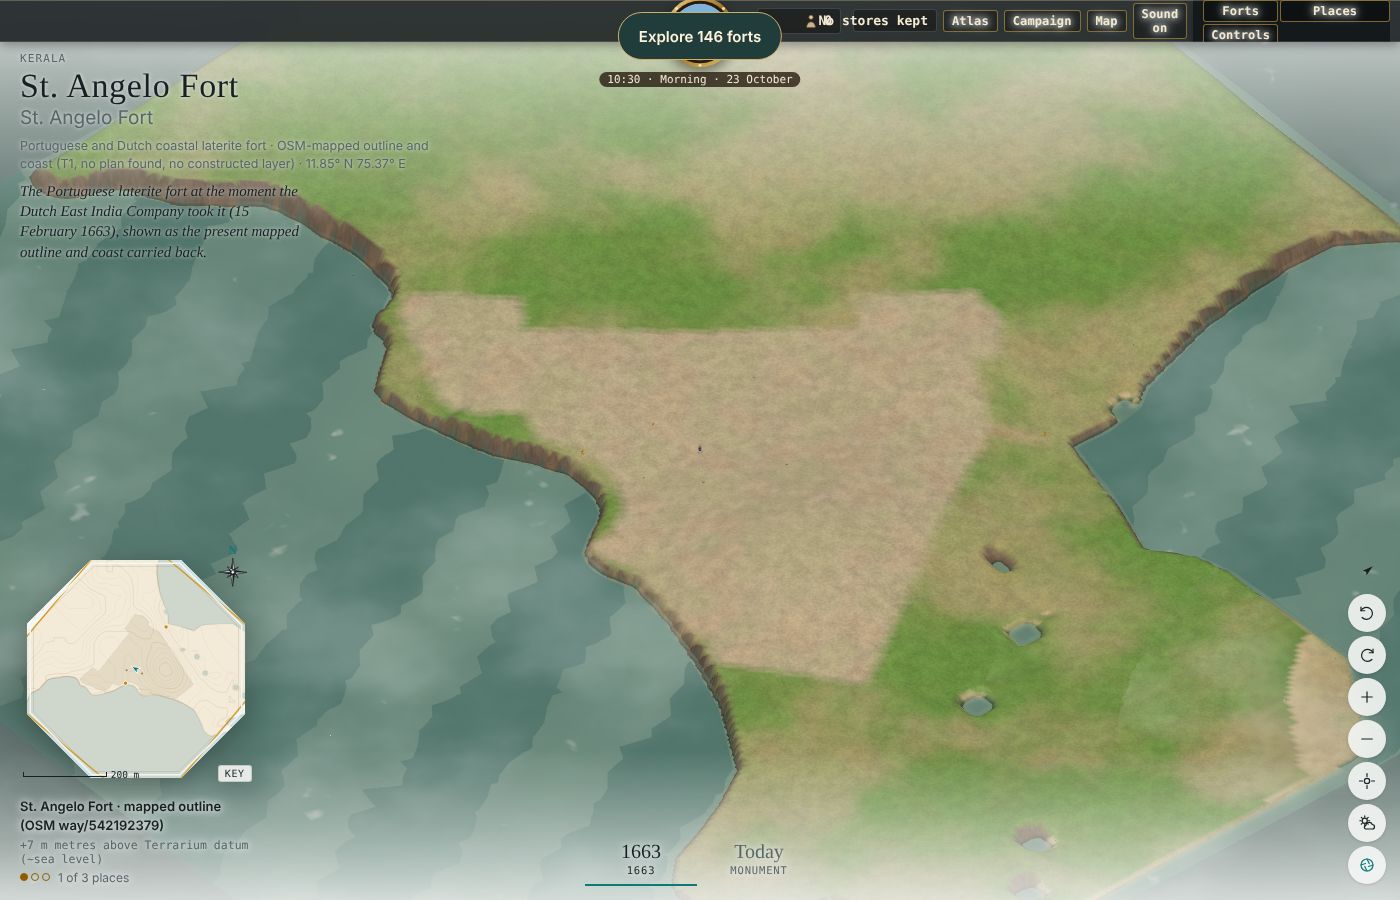 Explore 146 forts
stores kept
Atlas
Campaign
Map
Sound on
Forts
Places
Controls
10:30 · Morning · 23 October
KERALA
St. Angelo Fort
St. Angelo Fort
Portuguese and Dutch coastal laterite fort · OSM-mapped outline and
coast (T1, no plan found, no constructed layer) · 11.85° N 75.37° E
The Portuguese laterite fort at the moment the
Dutch East India Company took it (15
February 1663), shown as the present mapped
outline and coast carried back.
N
200 m
KEY
St. Angelo Fort · mapped outline
(OSM way/542192379)
+7 m metres above Terrarium datum
(~sea level)
1 of 3 places
1663
1663
Today
MONUMENT